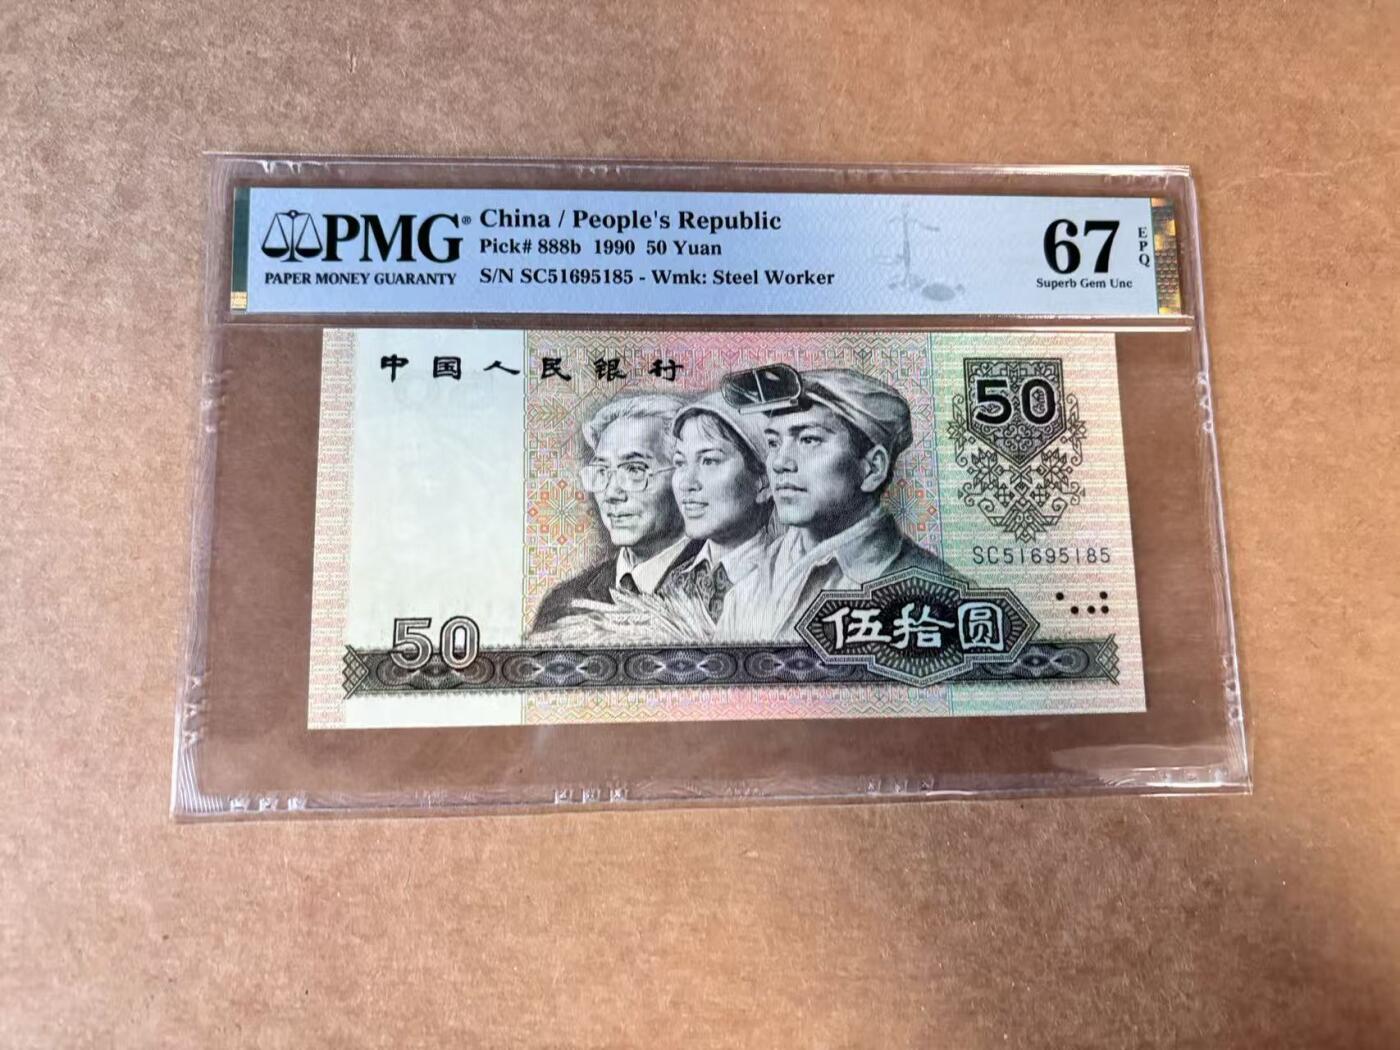 PMG®
PAPER MONEY GUARANTY
China / People's Republic
Pick# 888b 1990 50 Yuan
S/N SC51695185 - Wmk: Steel Worker
67
EPQ
Superb Gem Unc
中国人民银行
50
SC51695185
50
伍拾圆